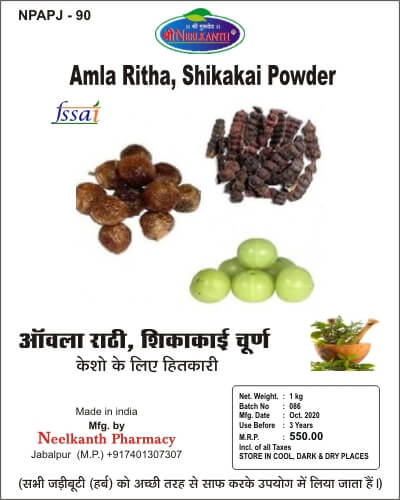 NPAPJ - 90
॥ श्री गुरुदेव ॥
श्री NEELKANTH
Amla Ritha, Shikakai Powder
fssai
ऑवला राठी, शिकाकाई चूर्ण
केशो के लिए हितकारी
Made in india
Mfg. by
Neelkanth Pharmacy
Jabalpur (M.P.) +917401307307
Net. Weight. : 1 kg
Batch No : 086
Mfg. Date : Oct. 2020
Use Before : 3 Years
M.R.P. : 550.00
Incl. of all Taxes
STORE IN COOL, DARK & DRY PLACES
(सभी जड़ीबूटी (हर्ब) को अच्छी तरह से साफ करके उपयोग में लिया जाता हैं।)